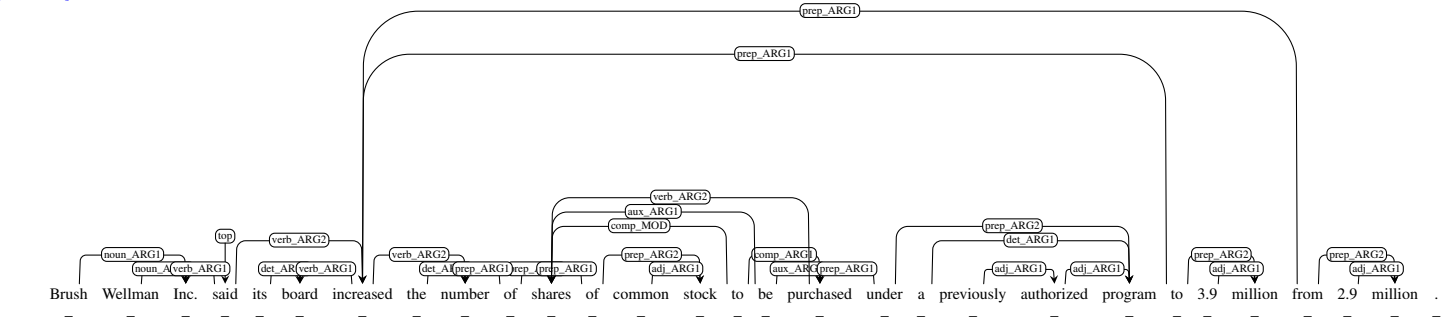 prep_ARG1
prep_ARG1
verb_ARG2
aux_ARG1
comp_MOD
top
verb_ARG2
prep_ARG2
det_ARG1
noun_ARG1
verb_ARG2
prep_ARG2
comp_ARG1
prep_ARG2
prep_ARG2
verb_ARG1
verb_ARG1
prep_ARG1
prep_ARG1
adj_ARG1
prep_ARG1
adj_ARG1
adj_ARG1
adj_ARG1
adj_ARG1
Brush Wellman Inc. said its board increased the number of shares of common stock to be purchased under a previously authorized program to 3.9 million from 2.9 million .